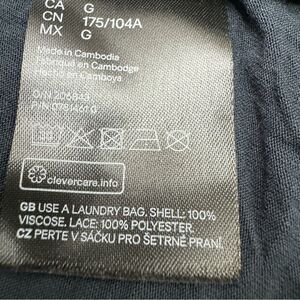 CA G
CN 175/104A
MX G
Made in Cambodia
Fabriqué en Cambodge
Hecho en Camboya
clevercare.info
GB USE A LAUNDRY BAG. SHELL: 100%
VISCOSE. LACE: 100% POLYESTER.
CZ PERTE V SÁČKU PRO ŠETRNÉ PRANÍ.